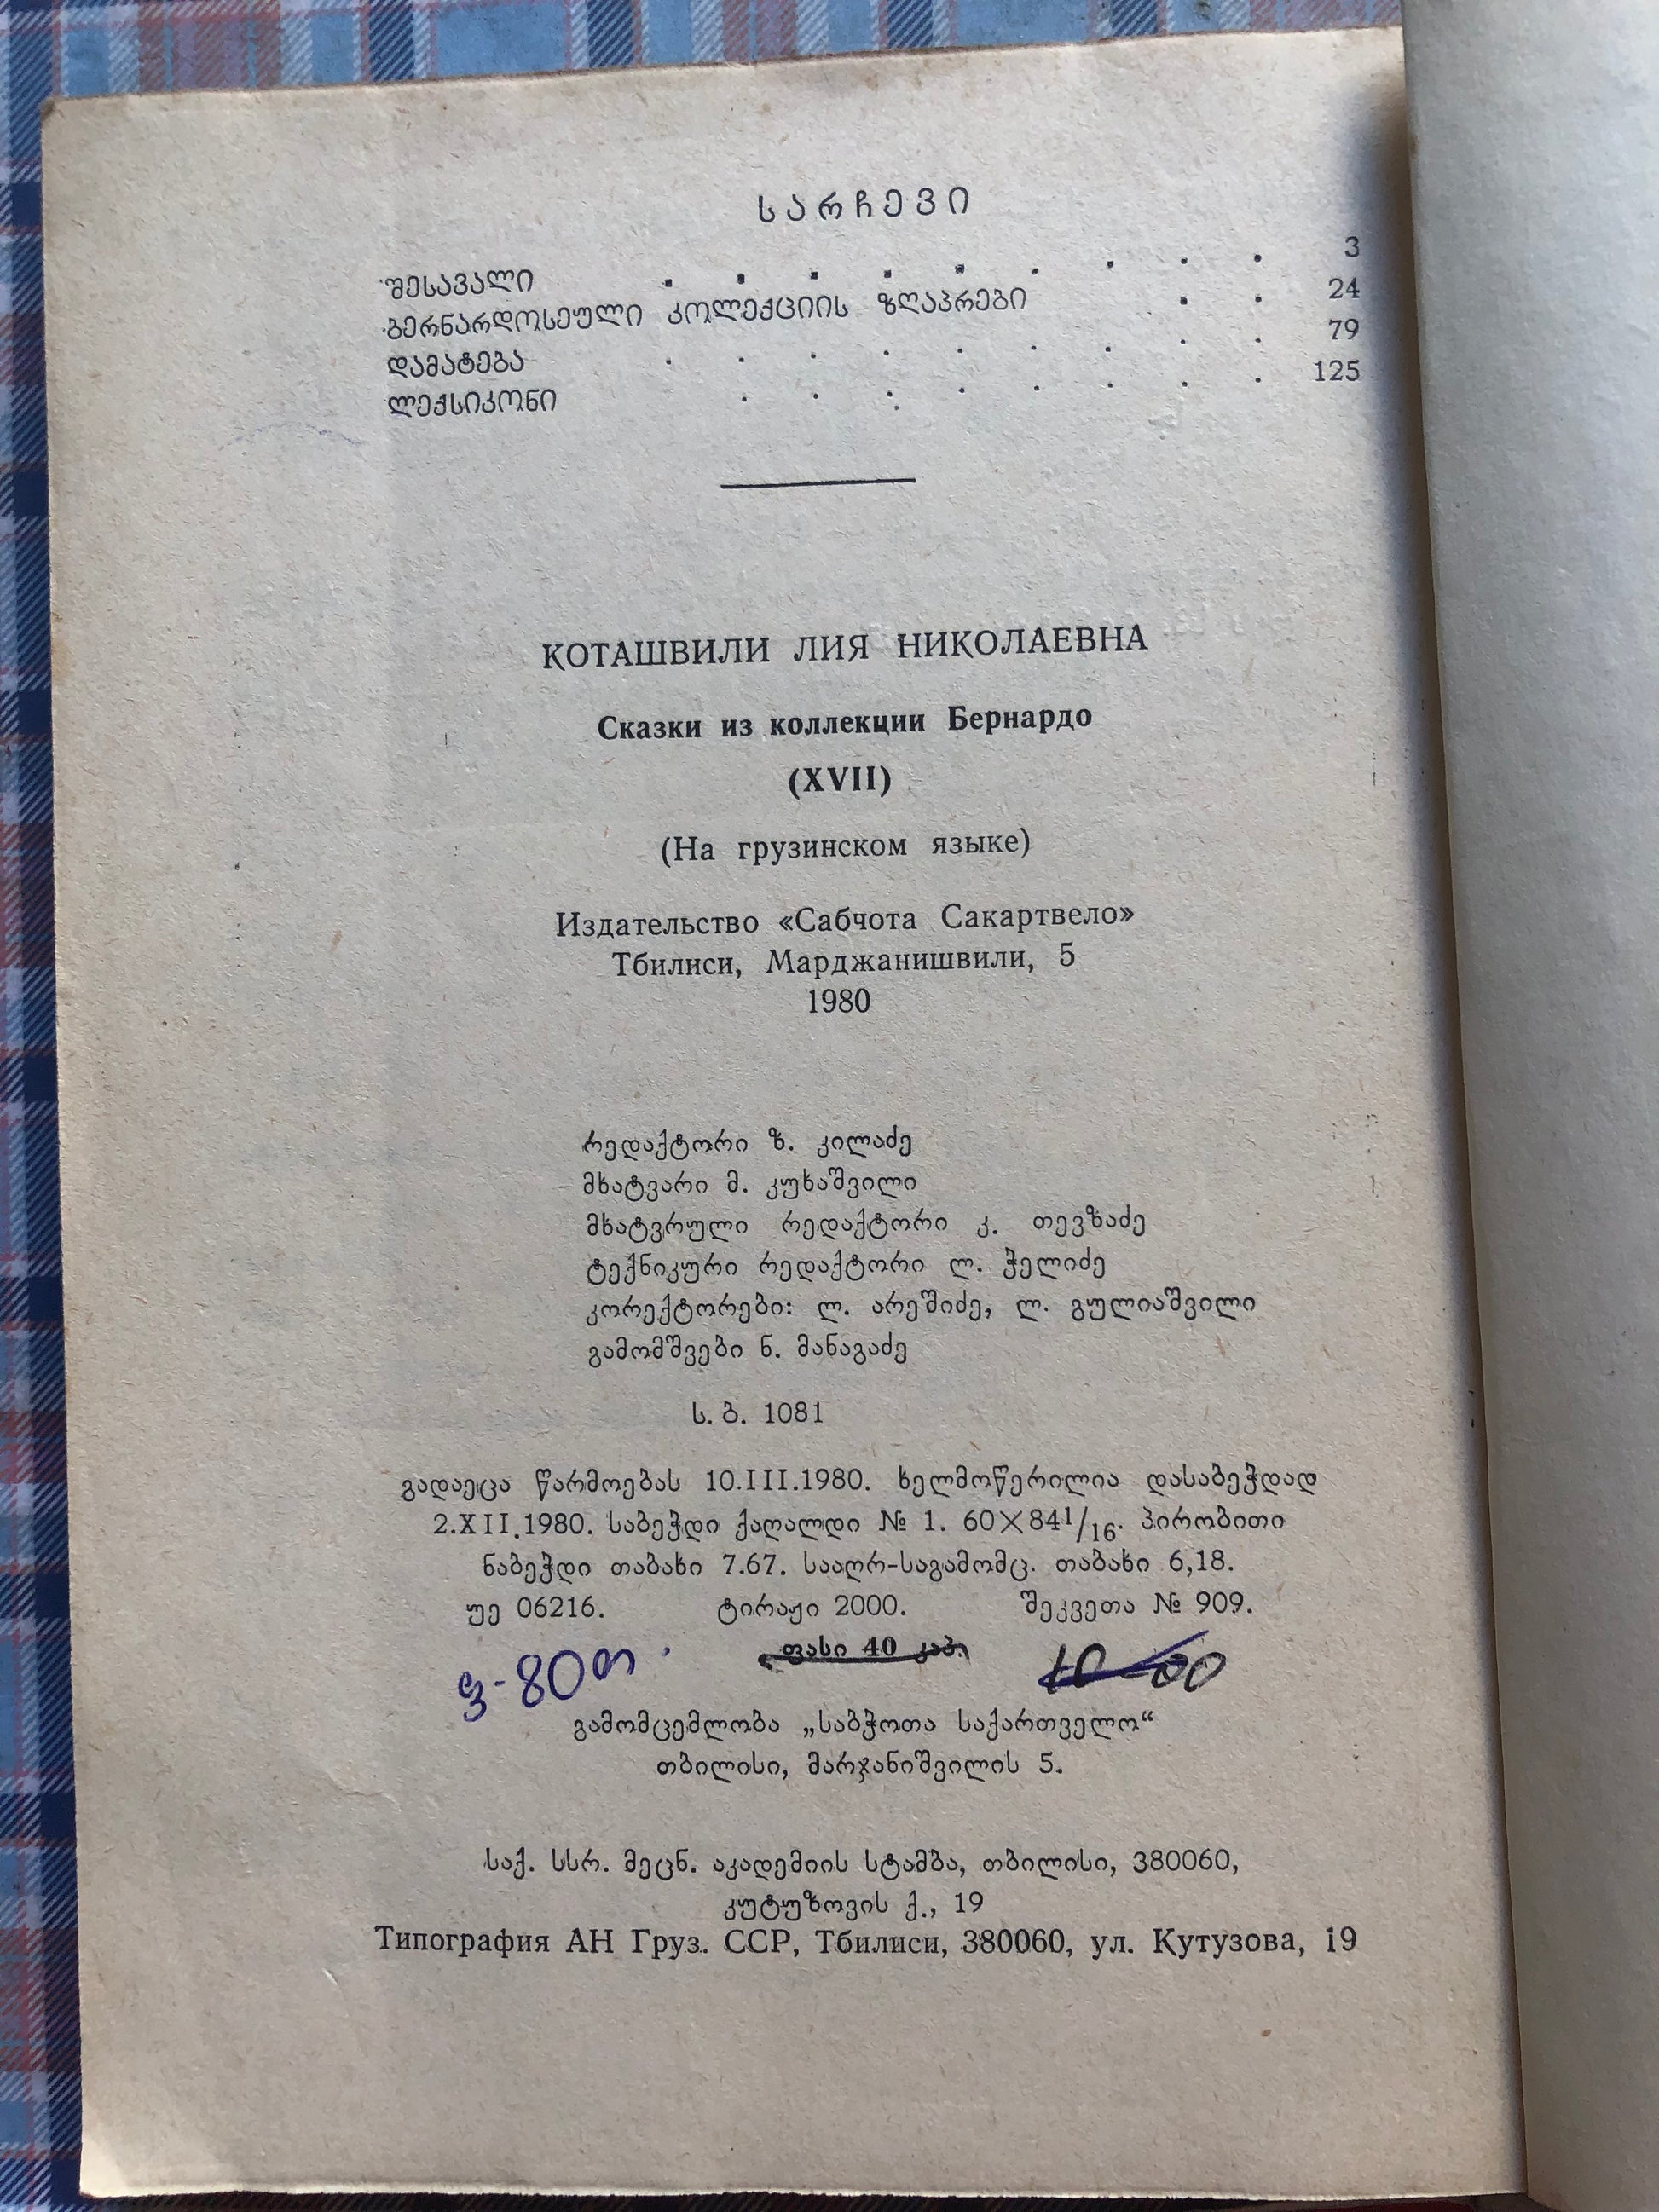 სარჩევი
შესავალი . . . . . . . . . 3
ბერნარდოსეული კოლექციის ზღაპრები . . 24
დამატება . . . . . . . . . 79
ლექსიკონი . . . . . . . . 125
КОТАШВИЛИ ЛИЯ НИКОЛАЕВНА
Сказки из коллекции Бернардо
(XVII)
(На грузинском языке)
Издательство «Сабчота Сакартвело»
Тбилиси, Марджанишвили, 5
1980
რედაქტორი ზ. კილაძე
მხატვარი მ. კუხაშვილი
მხატვრული რედაქტორი კ. თევზაძე
ტექნიკური რედაქტორი ლ. ჭელიძე
კორექტორები: ლ. არეშიძე, ლ. გულიაშვილი
გამომშვები ნ. მანაგაძე
ს. ბ. 1081
გადაეცა წარმოებას 10.III.1980. ხელმოწერილია დასაბეჭდად
2.XII.1980. საბეჭდი ქაღალდი № 1. 60×84¹/₁₆. პირობითი
ნაბეჭდი თაბახი 7.67. სააღრ-საგამომც. თაბახი 6,18.
უე 06216. ტირაჟი 2000. შეკვეთა № 909.
ფასი 40 კაპ.
ფ-80თ
გამომცემლობა „საბჭოთა საქართველო“
თბილისი, მარჯანიშვილის 5.
საქ. სსრ. მეცნ. აკადემიის სტამბა, თბილისი, 380060,
კუტუზოვის ქ., 19
Типография АН Груз. ССР, Тбилиси, 380060, ул. Кутузова, 19